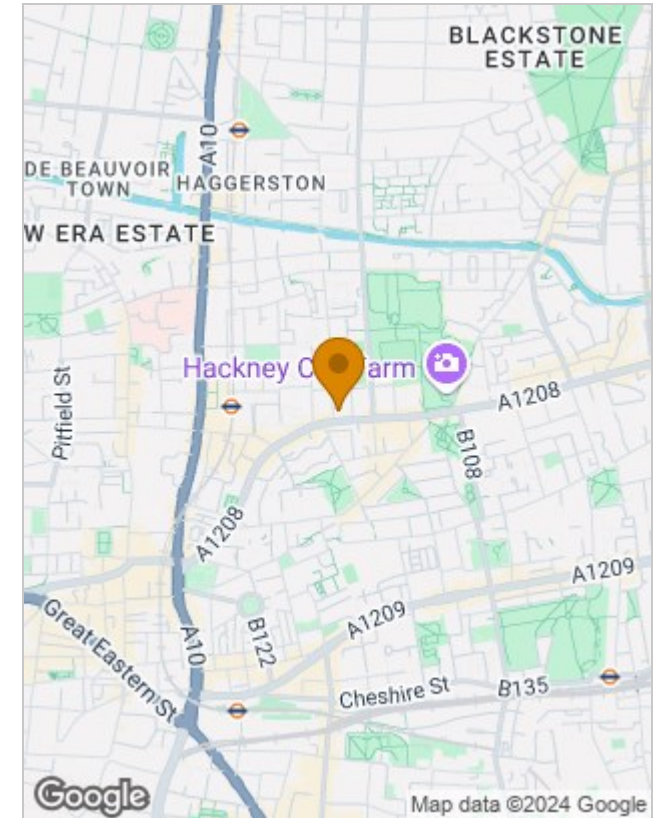 BLACKSTONE
ESTATE
A10
DE BEAUVOIR
TOWN
HAGGERSTON
W ERA ESTATE
Hackney C Farm
Pitfield St
A1208
B108
A1208
A1209
A1209
Great Eastern St
A10
B122
Cheshire St
B135
Google
Map data ©2024 Google